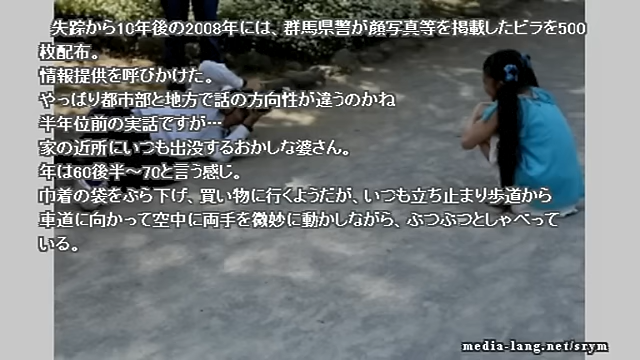 失踪から10年後の2008年には、群馬県警が顔写真等を掲載したビラを500
枚配布。
情報提供を呼びかけた。
やっぱり都市部と地方で話の方向性が違うのかね
半年位前の実話ですが…
家の近所にいつも出没するおかしな婆さん。
年は60後半～70と言う感じ。
巾着の袋をぶら下げ、買い物に行くようだが、いつも立ち止まり歩道から
車道に向かって空中に両手を微妙に動かしながら、ぶつぶつとしゃべって
いる。
media-lang.net/srym